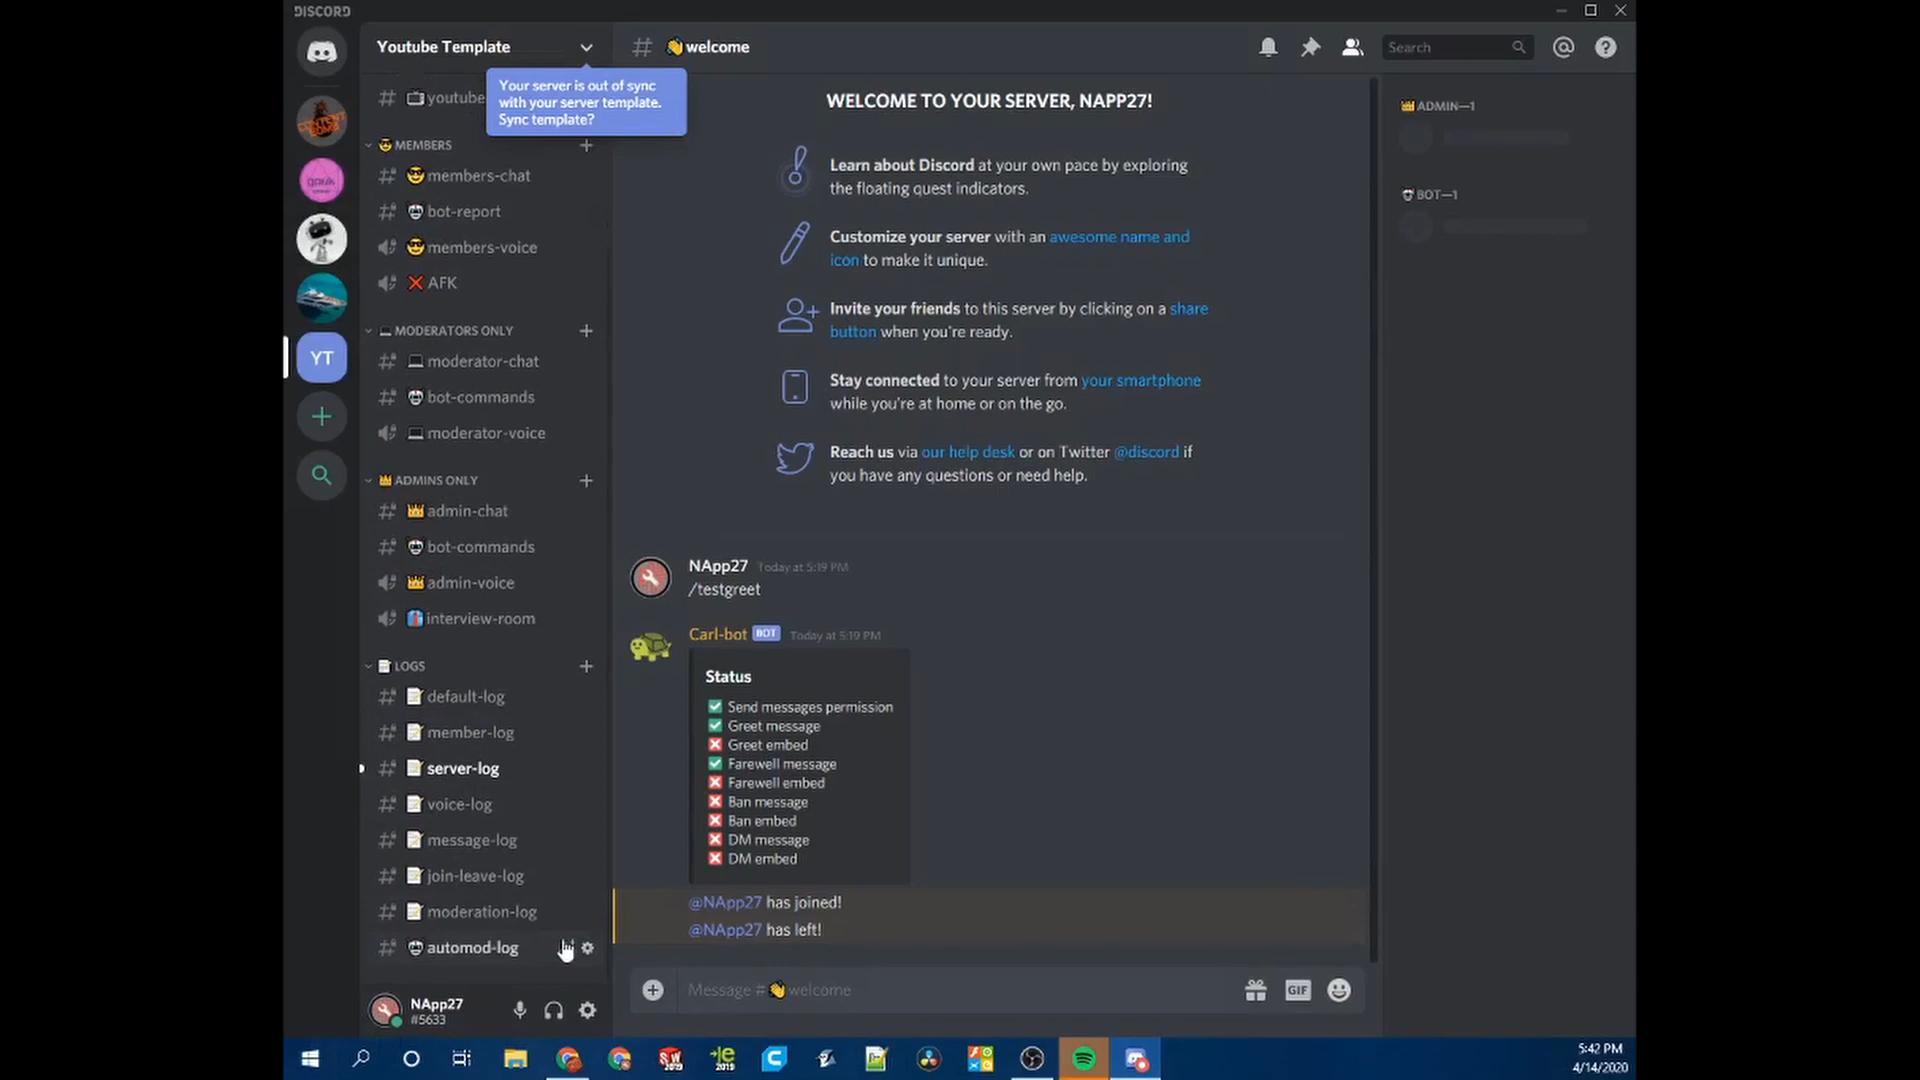 DISCORD
Youtube Template
youtube
Your server is out of sync
with your server template.
Sync template?
MEMBERS
members-chat
bot-report
members-voice
AFK
MODERATORS ONLY
moderator-chat
bot-commands
moderator-voice
ADMINS ONLY
admin-chat
bot-commands
admin-voice
interview-room
LOGS
default-log
member-log
server-log
voice-log
message-log
join-leave-log
moderation-log
automod-log
NApp27
#5633
YT
welcome
Search
WELCOME TO YOUR SERVER, NAPP27!
Learn about Discord at your own pace by exploring
the floating quest indicators.
Customize your server with an awesome name and
icon to make it unique.
Invite your friends to this server by clicking on a share
button when you're ready.
Stay connected to your server from your smartphone
while you're at home or on the go.
Reach us via our help desk or on Twitter @discord if
you have any questions or need help.
NApp27 Today at 5:19 PM
/testgreet
Carl-bot BOT Today at 5:19 PM
Status
Send messages permission
Greet message
Greet embed
Farewell message
Farewell embed
Ban message
Ban embed
DM message
DM embed
@NApp27 has joined!
@NApp27 has left!
Message # welcome
GIF
ADMIN—1
BOT—1
5:42 PM
4/14/2020